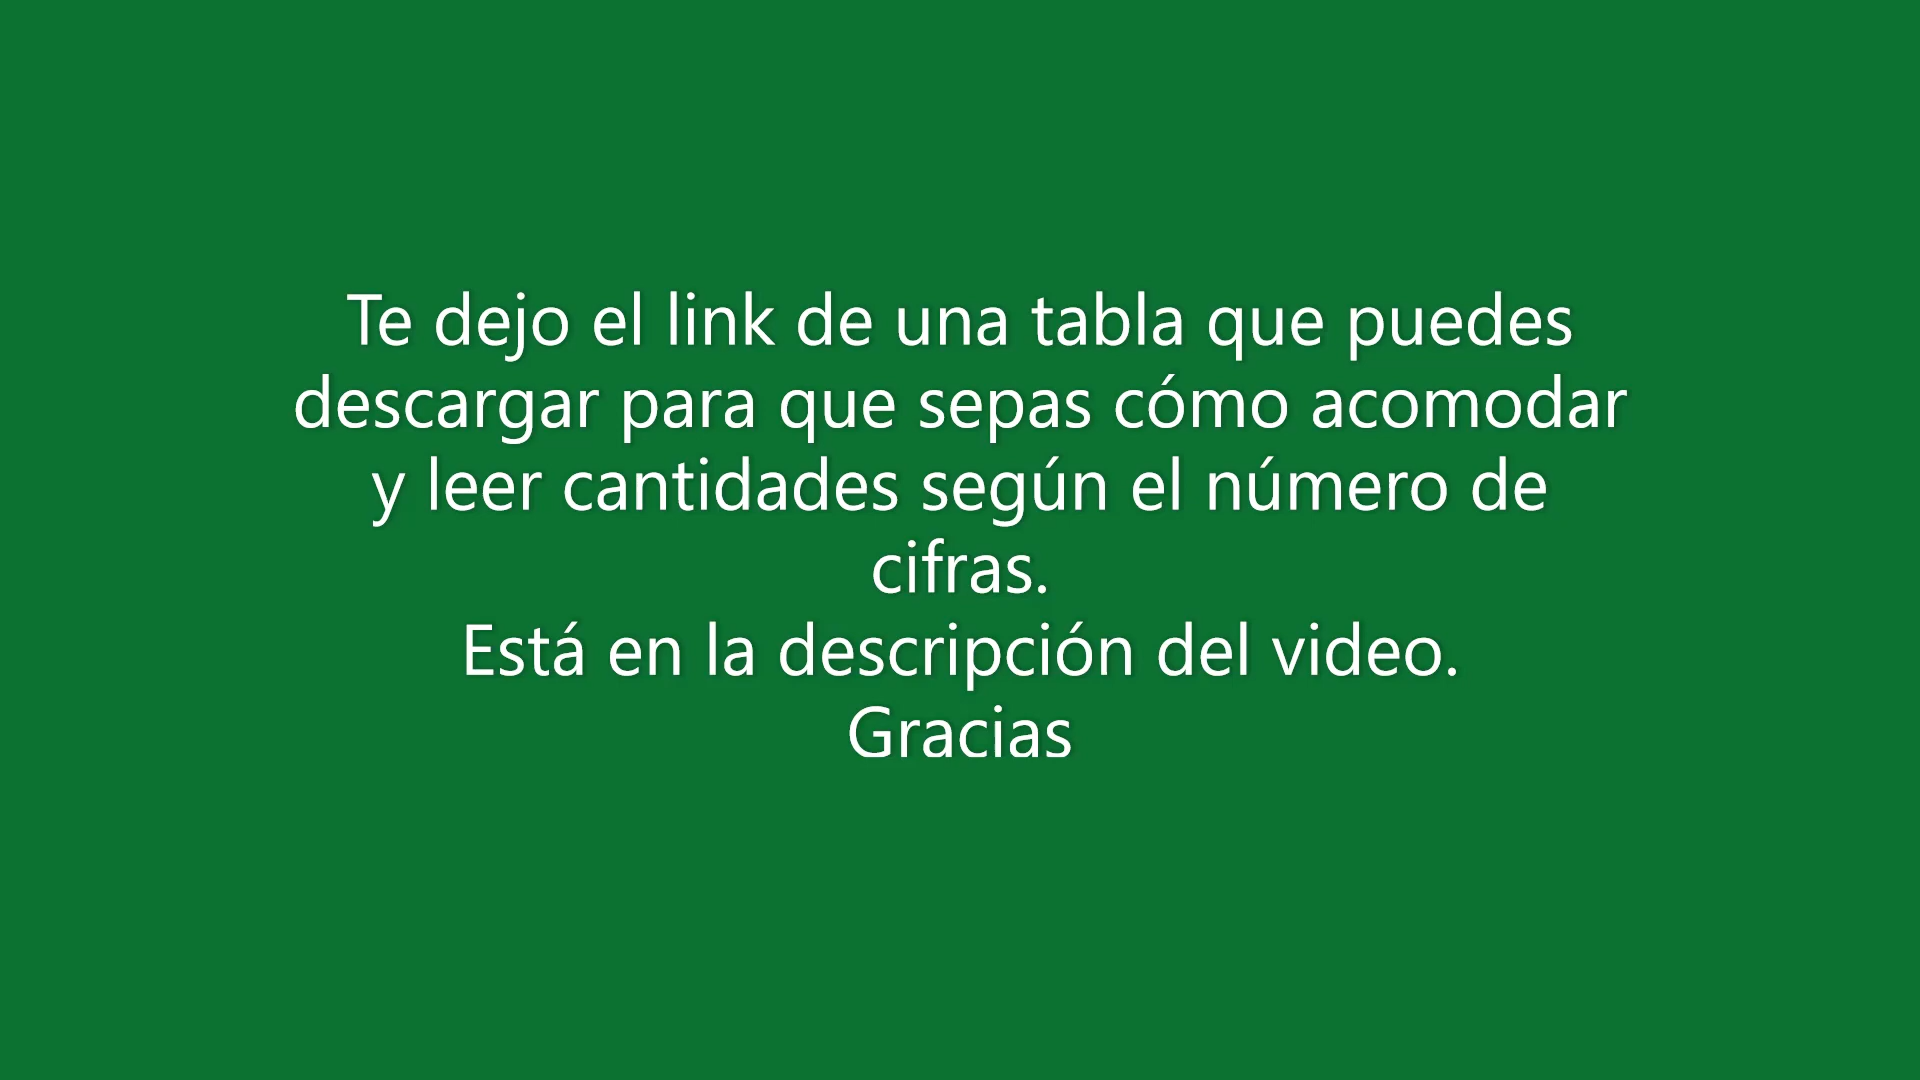 Te dejo el link de una tabla que puedes
descargar para que sepas cómo acomodar
y leer cantidades según el número de
cifras.
Está en la descripción del video.
Gracias